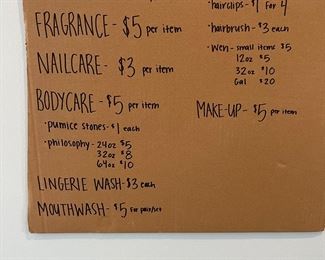 FRAGRANCE - $5 per item
NAILCARE - $3 per item
BODYCARE - $5 per item
• pumice stones - $1 each
• philosophy - 24oz $5
32oz $8
64oz $10
LINGERIE WASH - $3 each
MOUTHWASH - $5 for pair/set
• hairclips - $1 for 4
• hairbrush - $3 each
• Wen - small items $5
12oz $5
32oz $10
Gal $20
MAKE-UP - $5 per item